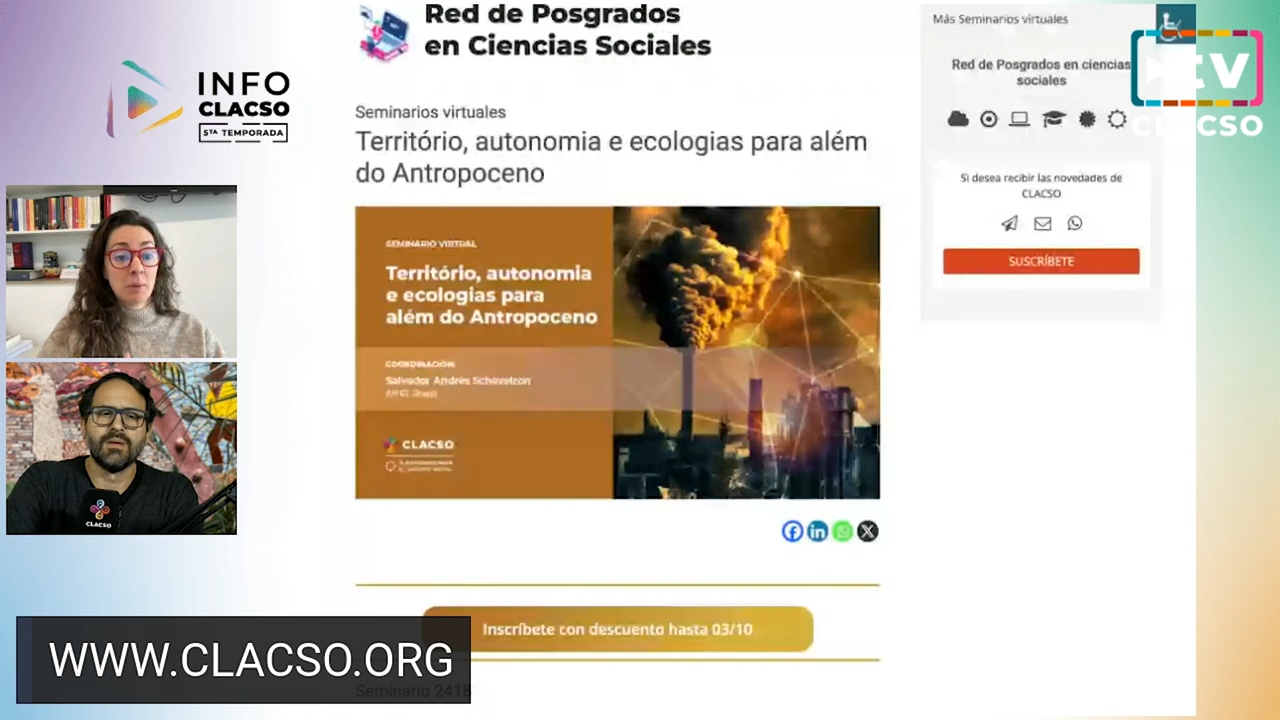 INFO
CLACSO
5TA TEMPORADA
Red de Posgrados
en Ciencias Sociales
Seminarios virtuales
Território, autonomia e ecologias para além
do Antropoceno
SEMINARIO VIRTUAL
Território, autonomia
e ecologias para
além do Antropoceno
COORDINACIÓN:
Salvador Andrés Schavelzon
CLACSO
Inscríbete con descuento hasta 03/10
Seminario 241
Más Seminarios virtuales
Red de Posgrados en ciencias
sociales
Si desea recibir las novedades de
CLACSO
SUSCRÍBETE
tv
CLACSO
CLACSO
WWW.CLACSO.ORG